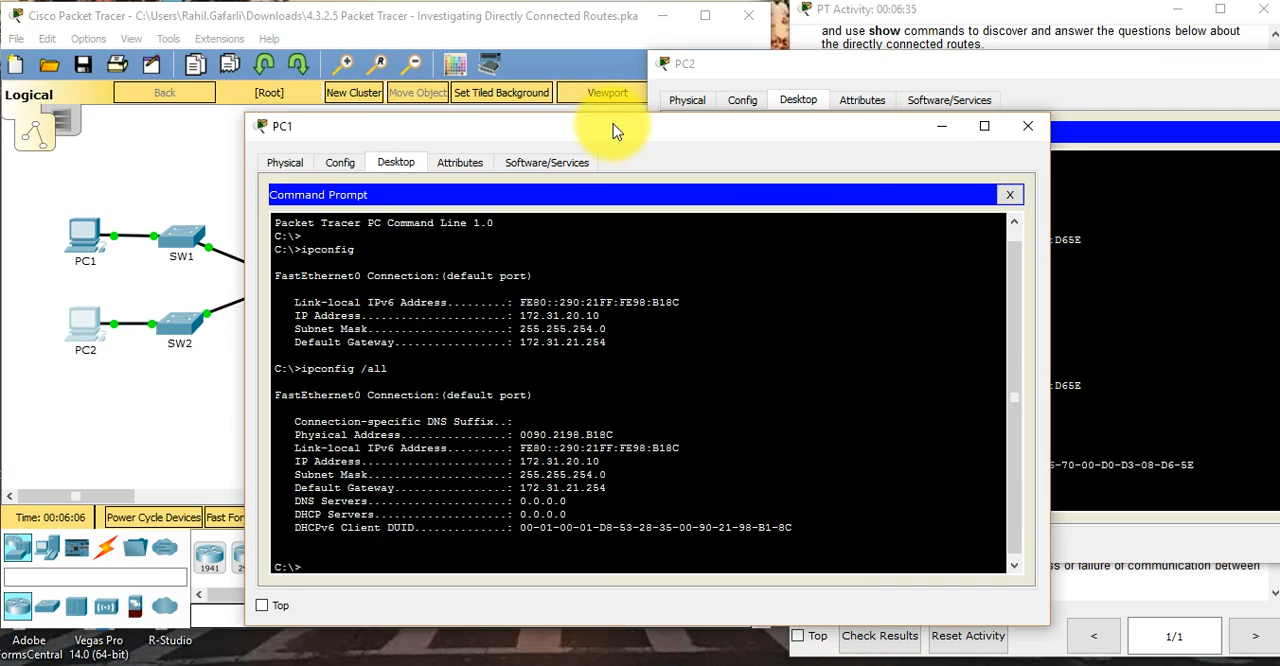 Cisco Packet Tracer - C:\Users\Rahil.Gafarli\Downloads\4.3.2.5 Packet Tracer - Investigating Directly Connected Routes.pka
PT Activity: 00:06:35
File Edit Options View Tools Extensions Help
and use show commands to discover and answer the questions below about
the directly connected routes.
PC2
Logical
Back
[Root]
New Cluster
Move Object
Set Tiled Background
Viewport
Physical Config Desktop Attributes Software/Services
PC1
Physical Config Desktop Attributes Software/Services
Command Prompt
X
Packet Tracer PC Command Line 1.0
C:\>
C:\>ipconfig
FastEthernet0 Connection:(default port)
Link-local IPv6 Address.........: FE80::290:21FF:FE98:B18C
IP Address......................: 172.31.20.10
Subnet Mask.....................: 255.255.254.0
Default Gateway.................: 172.31.21.254
C:\>ipconfig /all
FastEthernet0 Connection:(default port)
Connection-specific DNS Suffix..:
Physical Address................: 0090.2198.B18C
Link-local IPv6 Address.........: FE80::290:21FF:FE98:B18C
IP Address......................: 172.31.20.10
Subnet Mask.....................: 255.255.254.0
Default Gateway.................: 172.31.21.254
DNS Servers.....................: 0.0.0.0
DHCP Servers....................: 0.0.0.0
DHCPv6 Client DUID..............: 00-01-00-01-D8-53-28-35-00-90-21-98-B1-8C
C:\>
Top
:D65E
:D65E
-70-00-D0-D3-08-D6-5E
PC1
SW1
PC2
SW2
Time: 00:06:06
Power Cycle Devices
Fast For
1941
of failure of communication between
Top
Check Results
Reset Activity
<
1/1
>
Adobe
FormsCentral
Vegas Pro
14.0 (64-bit)
R-Studio